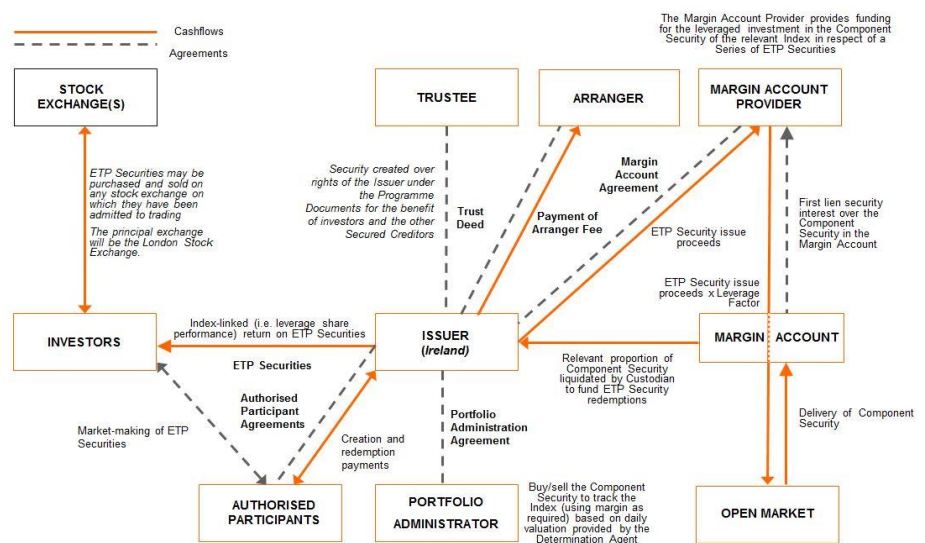 Cashflows
Agreements
The Margin Account Provider provides funding
for the leveraged investment in the Component
Security of the relevant Index in respect of a
Series of ETP Securities
STOCK
EXCHANGE(S)
TRUSTEE
ARRANGER
MARGIN ACCOUNT
PROVIDER
ETP Securities may be
purchased and sold on
any stock exchange on
which they have been
admitted to trading
The principal exchange
will be the London Stock
Exchange.
Security created over
rights of the Issuer under
the Programme
Documents for the benefit
of investors and the other
Secured Creditors
Trust
Deed
Payment of
Arranger Fee
Margin
Account
Agreement
ETP Security issue
proceeds
First lien security
interest over the
Component
Security in the
Margin Account
ETP Security issue
proceeds x Leverage
Factor
INVESTORS
Index-linked (i.e. leverage share
performance) return on ETP Securities
ETP Securities
ISSUER
(Ireland)
MARGIN ACCOUNT
Relevant proportion of
Component Security
liquidated by Custodian
to fund ETP Security
redemptions
Authorised
Participant
Agreements
Market-making of ETP
Securities
Creation and
redemption
payments
Portfolio
Administration
Agreement
Delivery of Component
Security
AUTHORISED
PARTICIPANTS
PORTFOLIO
ADMINISTRATOR
Buy/sell the Component
Security to track the
Index (using margin as
required) based on daily
valuation provided by the
Determination Agent
OPEN MARKET